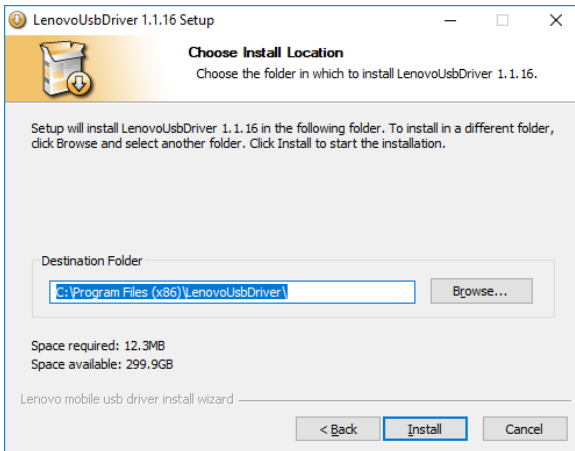 LenovoUsbDriver 1.1.16 Setup
Choose Install Location
Choose the folder in which to install LenovoUsbDriver 1.1.16.
Setup will install LenovoUsbDriver 1.1.16 in the following folder. To install in a different folder,
click Browse and select another folder. Click Install to start the installation.
Destination Folder
C:\Program Files (x86)\LenovoUsbDriver\
Browse...
Space required: 12.3MB
Space available: 299.9GB
Lenovo mobile usb driver install wizard
< Back Install Cancel